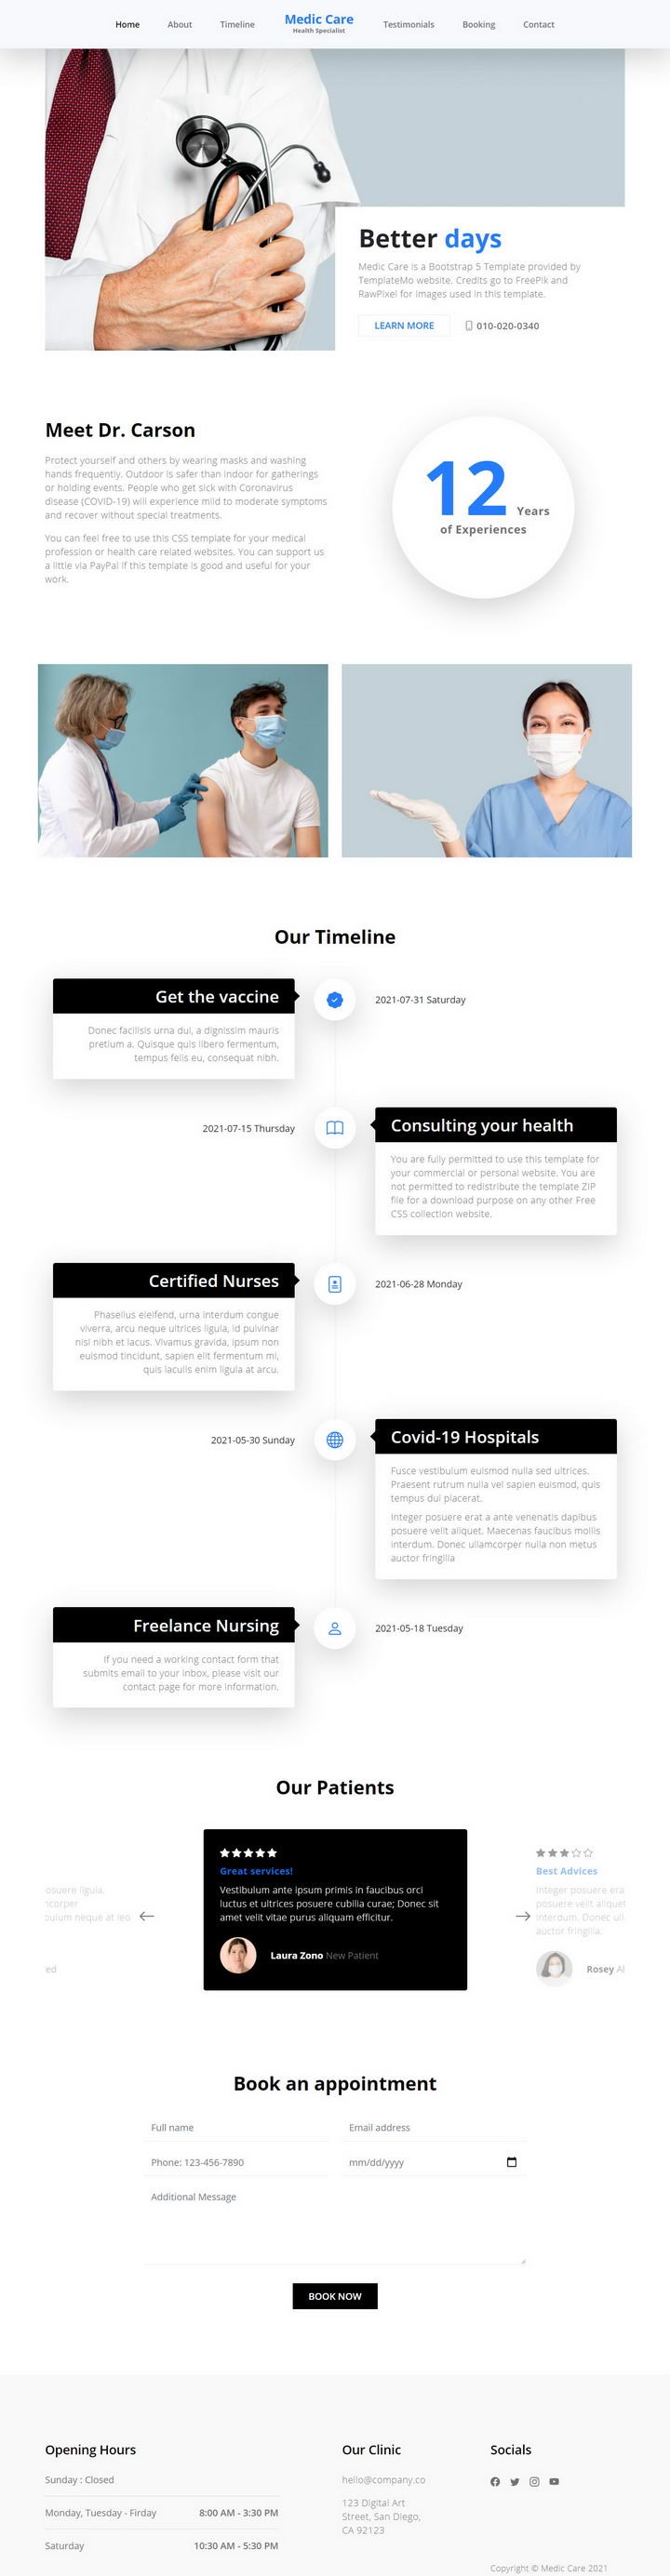 Home
About
Timeline
Medic Care
Health Specialist
Testimonials
Booking
Contact
Better days
Medic Care is a Bootstrap 5 Template provided by
TemplateMo website. Credits go to FreePik and
RawPixel for images used in this template.
LEARN MORE
010-020-0340
Meet Dr. Carson
Protect yourself and others by wearing masks and washing
hands frequently. Outdoor is safer than indoor for gatherings
or holding events. People who get sick with Coronavirus
disease (COVID-19) will experience mild to moderate symptoms
and recover without special treatments.
You can feel free to use this CSS template for your medical
profession or health care related websites. You can support us
a little via PayPal if this template is good and useful for your
work.
12 Years
of Experiences
Our Timeline
Get the vaccine
Donec facilisis urna dui, a dignissim mauris
pretium a. Quisque quis libero fermentum,
tempus felis eu, consequat nibh.
2021-07-31 Saturday
2021-07-15 Thursday
Consulting your health
You are fully permitted to use this template for
your commercial or personal website. You are
not permitted to redistribute the template ZIP
file for a download purpose on any other Free
CSS collection website.
Certified Nurses
Phasellus eleifend, urna interdum congue
viverra, arcu neque ultrices ligula, id pulvinar
nisi nibh et lacus. Vivamus gravida, ipsum non
euismod tincidunt, sapien elit fermentum mi,
quis iaculis enim ligula at arcu.
2021-06-28 Monday
2021-05-30 Sunday
Covid-19 Hospitals
Fusce vestibulum euismod nulla sed ultrices.
Praesent rutrum nulla vel sapien euismod, quis
tempus dui placerat.
Integer posuere erat a ante venenatis dapibus
posuere velit aliquet. Maecenas faucibus mollis
interdum. Donec ullamcorper nulla non metus
auctor fringilla
Freelance Nursing
If you need a working contact form that
submits email to your inbox, please visit our
contact page for more information.
2021-05-18 Tuesday
Our Patients
osuere ligula,
ncorper
bulum neque at leo
ed
Great services!
Vestibulum ante ipsum primis in faucibus orci
luctus et ultrices posuere cubilia curae; Donec sit
amet velit vitae purus aliquam efficitur.
Laura Zono New Patient
Best Advices
Integer posuere era
posuere velit aliquet
interdum. Donec ull
auctor fringilla.
Rosey Al
Book an appointment
Full name
Email address
Phone: 123-456-7890
mm/dd/yyyy
Additional Message
BOOK NOW
Opening Hours
Sunday : Closed
Monday, Tuesday - Firday 8:00 AM - 3:30 PM
Saturday 10:30 AM - 5:30 PM
Our Clinic
hello@company.co
123 Digital Art
Street, San Diego,
CA 92123
Socials
Copyright © Medic Care 2021